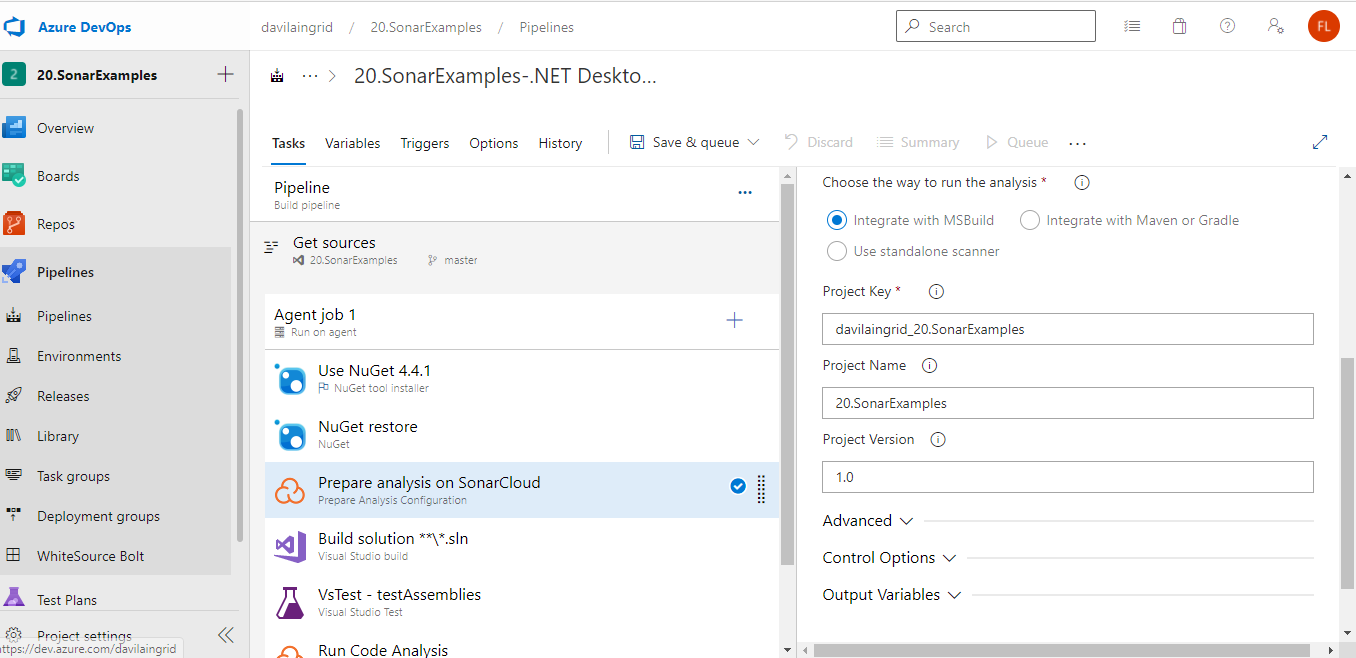 Azure DevOps
davilaingrid / 20.SonarExamples / Pipelines
Search
FL
2 20.SonarExamples
20.SonarExamples-.NET Deskto...
Overview
Boards
Repos
Pipelines
Pipelines
Environments
Releases
Library
Task groups
Deployment groups
WhiteSource Bolt
Test Plans
Project settings
https://dev.azure.com/davilaingrid
Tasks Variables Triggers Options History Save & queue Discard Summary Queue ...
Pipeline
Build pipeline
Get sources
20.SonarExamples master
Agent job 1
Run on agent
Use NuGet 4.4.1
NuGet tool installer
NuGet restore
NuGet
Prepare analysis on SonarCloud
Prepare Analysis Configuration
Build solution **\*.sln
Visual Studio build
VsTest - testAssemblies
Visual Studio Test
Run Code Analysis
Choose the way to run the analysis *
Integrate with MSBuild Integrate with Maven or Gradle
Use standalone scanner
Project Key *
davilaingrid_20.SonarExamples
Project Name
20.SonarExamples
Project Version
1.0
Advanced
Control Options
Output Variables